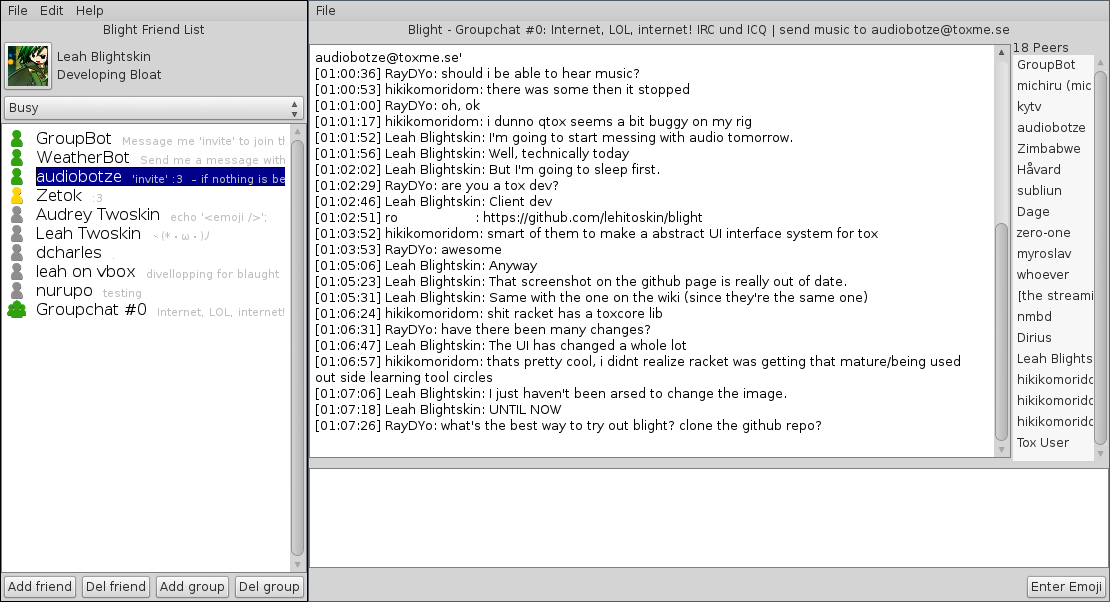 File Edit Help
Blight Friend List
Leah Blightskin
Developing Bloat
Busy
GroupBot Message me 'invite' to join th
WeatherBot Send me a message with
audiobotze 'invite' :3 – if nothing is be
Zetok :3
Audrey Twoskin echo '<emoji />';
Leah Twoskin ヽ(*・ω・)ﾉ
dcharles .
leah on vbox divellopping for blaught
nurupo testing
Groupchat #0 Internet, LOL, internet!
Add friend
Del friend
Add group
Del group
File
Blight - Groupchat #0: Internet, LOL, internet! IRC und ICQ | send music to audiobotze@toxme.se
audiobotze@toxme.se'
[01:00:36] RayDYo: should i be able to hear music?
[01:00:53] hikikomoridom: there was some then it stopped
[01:01:00] RayDYo: oh, ok
[01:01:17] hikikomoridom: i dunno qtox seems a bit buggy on my rig
[01:01:52] Leah Blightskin: I'm going to start messing with audio tomorrow.
[01:01:56] Leah Blightskin: Well, technically today
[01:02:02] Leah Blightskin: But I'm going to sleep first.
[01:02:29] RayDYo: are you a tox dev?
[01:02:46] Leah Blightskin: Client dev
[01:02:51] ro : https://github.com/lehitoskin/blight
[01:03:52] hikikomoridom: smart of them to make a abstract UI interface system for tox
[01:03:53] RayDYo: awesome
[01:05:06] Leah Blightskin: Anyway
[01:05:23] Leah Blightskin: That screenshot on the github page is really out of date.
[01:05:31] Leah Blightskin: Same with the one on the wiki (since they're the same one)
[01:06:24] hikikomoridom: shit racket has a toxcore lib
[01:06:31] RayDYo: have there been many changes?
[01:06:47] Leah Blightskin: The UI has changed a whole lot
[01:06:57] hikikomoridom: thats pretty cool, i didnt realize racket was getting that mature/being used
out side learning tool circles
[01:07:06] Leah Blightskin: I just haven't been arsed to change the image.
[01:07:18] Leah Blightskin: UNTIL NOW
[01:07:26] RayDYo: what's the best way to try out blight? clone the github repo?
18 Peers
GroupBot
michiru (mic
kytv
audiobotze
Zimbabwe
Håvard
subliun
Dage
zero-one
myroslav
whoever
[the streami
nmbd
Dirius
Leah Blights
hikikomorido
hikikomorido
hikikomorido
Tox User
Enter Emoji